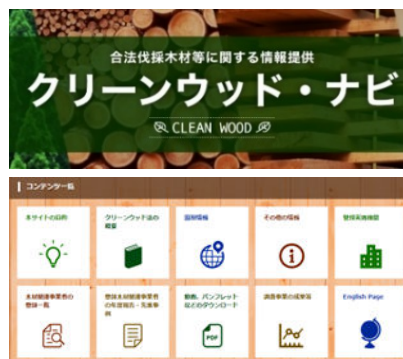 合法伐採木材等に関する情報提供
クリーンウッド・ナビ
CLEAN WOOD
コンテンツ一覧
本サイトの目的
クリーンウッド法の
概要
国別情報
その他の情報
登録実施機関
木材関連事業者の
登録一覧
登録木材関連事業者
の年度報告・先進事
例
動画、パンフレット
などのダウンロード
PDF
調査事業の成果等
English Page